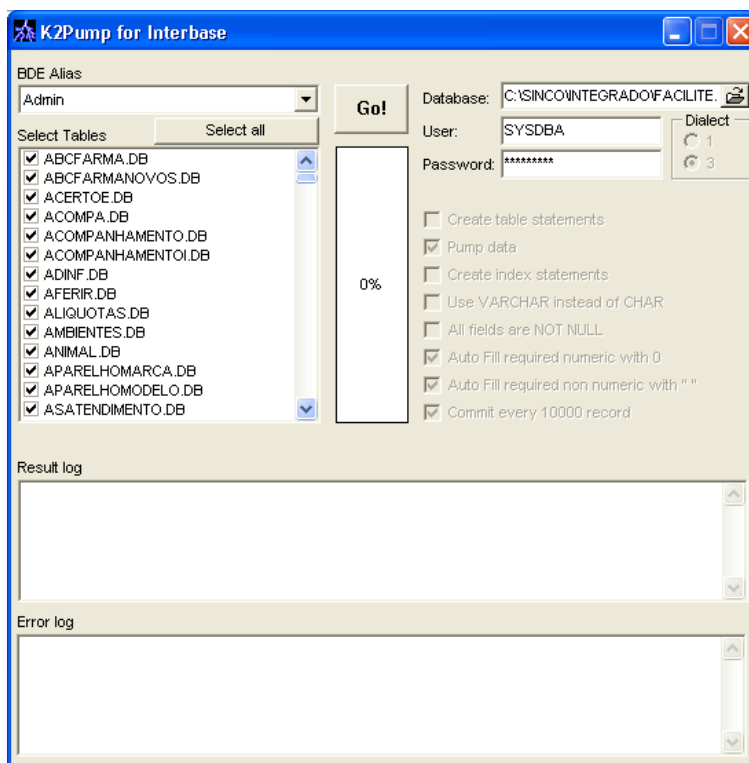 K2Pump for Interbase
BDE Alias
Admin
Go!
Database: C:\SINCO\INTEGRADO\FACILITE.
Select Tables
Select all
User: SYSDBA
Dialect
1
3
Password: *********
ABCFARMA.DB
ABCFARMANOVOS.DB
ACERTOE.DB
ACOMPA.DB
ACOMPANHAMENTO.DB
ACOMPANHAMENTOI.DB
ADINF.DB
AFERIR.DB
ALIQUOTAS.DB
AMBIENTES.DB
ANIMAL.DB
APARELHOMARCA.DB
APARELHOMODELO.DB
ASATENDIMENTO.DB
0%
Create table statements
Pump data
Create index statements
Use VARCHAR instead of CHAR
All fields are NOT NULL
Auto Fill required numeric with 0
Auto Fill required non numeric with " "
Commit every 10000 record
Result log
Error log